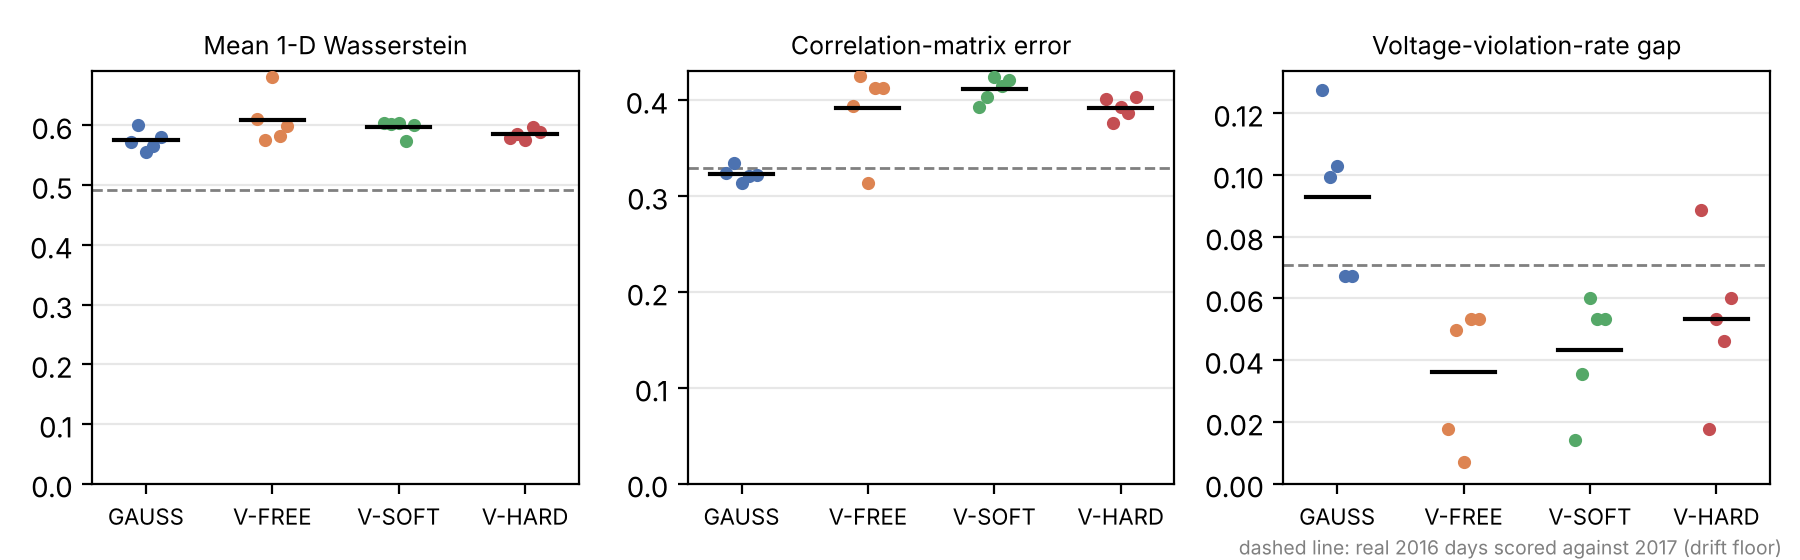 Mean 1-D Wasserstein
0.6
0.5
0.4
0.3
0.2
0.1
0.0
GAUSS V-FREE V-SOFT V-HARD
Correlation-matrix error
0.4
0.3
0.2
0.1
0.0
GAUSS V-FREE V-SOFT V-HARD
Voltage-violation-rate gap
0.12
0.10
0.08
0.06
0.04
0.02
0.00
GAUSS V-FREE V-SOFT V-HARD
dashed line: real 2016 days scored against 2017 (drift floor)